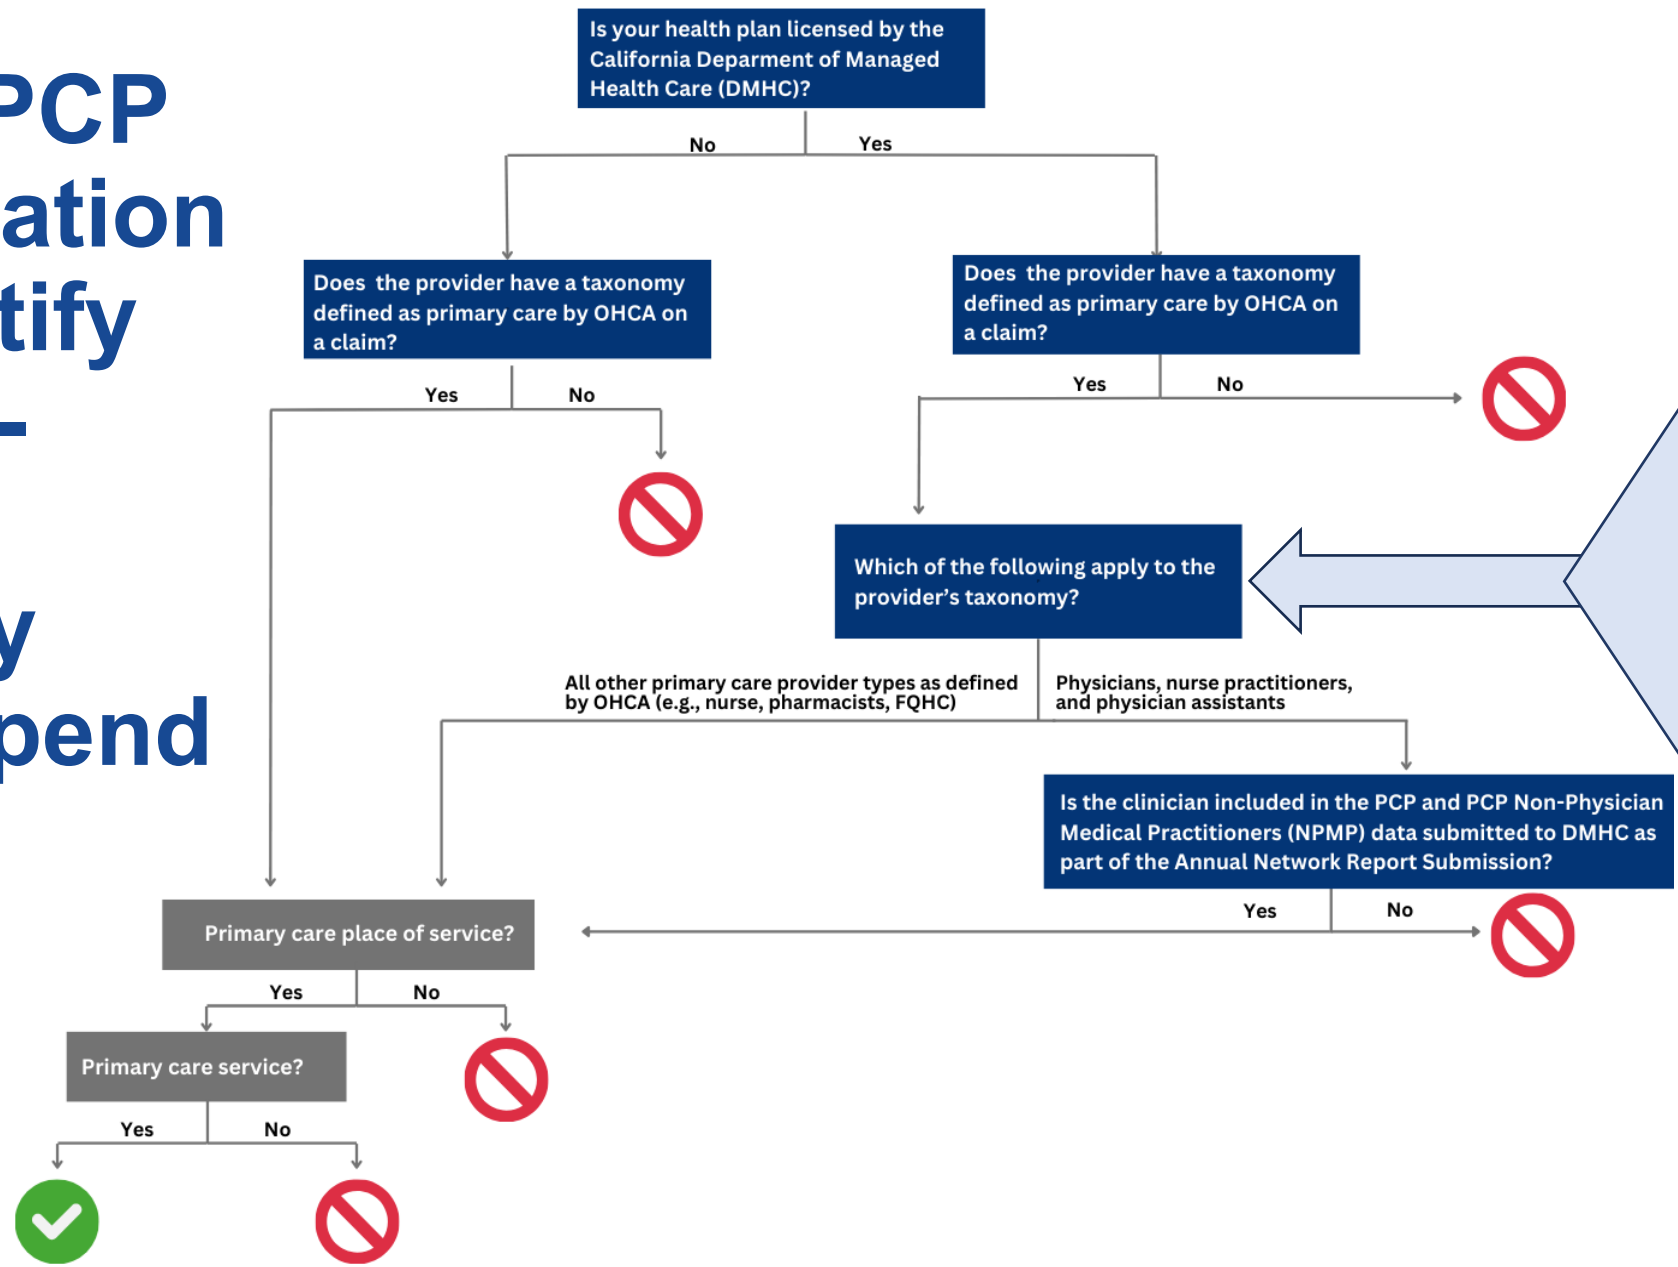 PCP
ation
tify
-
y
pend
Is your health plan licensed by the
California Deparment of Managed
Health Care (DMHC)?
No
Yes
Does the provider have a taxonomy
defined as primary care by OHCA on
a claim?
Does the provider have a taxonomy
defined as primary care by OHCA on
a claim?
Yes
No
Yes
No
Which of the following apply to the
provider’s taxonomy?
All other primary care provider types as defined
by OHCA (e.g., nurse, pharmacists, FQHC)
Physicians, nurse practitioners,
and physician assistants
Is the clinician included in the PCP and PCP Non-Physician
Medical Practitioners (NPMP) data submitted to DMHC as
part of the Annual Network Report Submission?
Yes
No
Primary care place of service?
Yes
No
Primary care service?
Yes
No